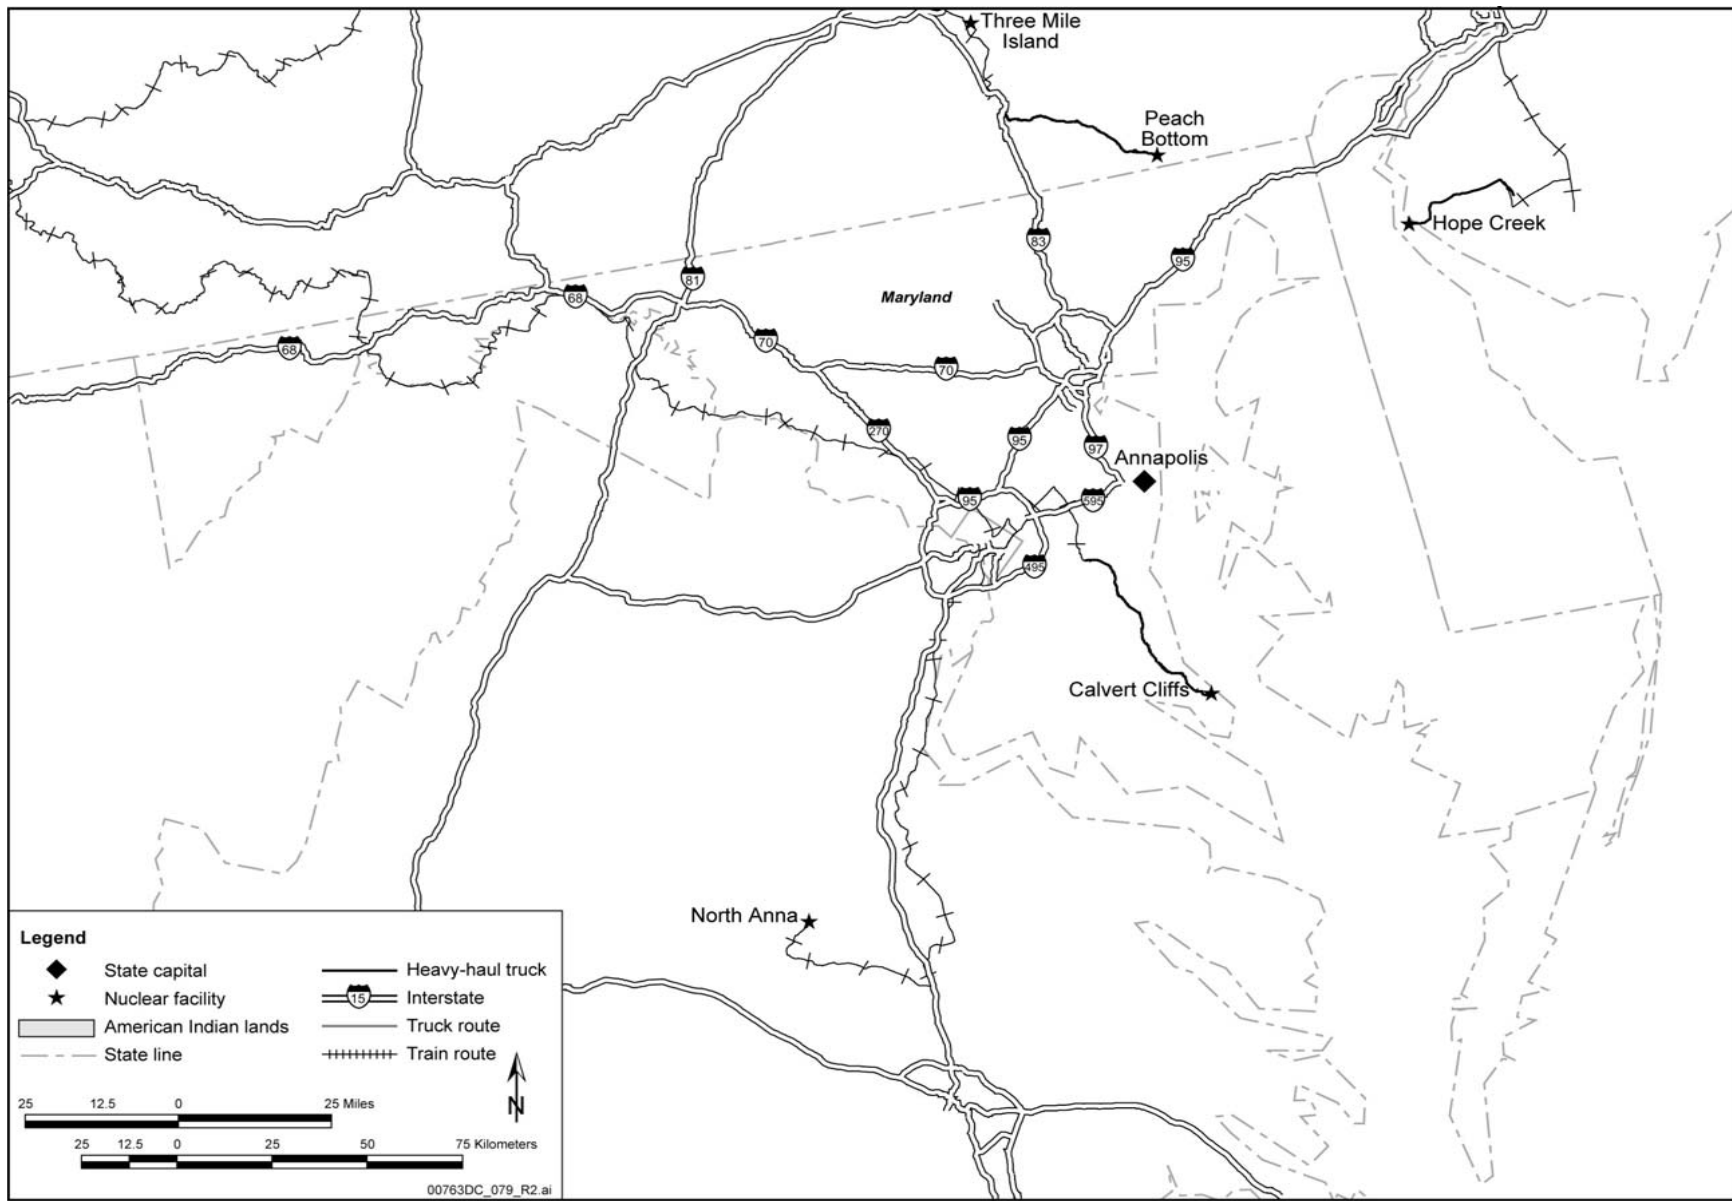 Three Mile
Island
Peach
Bottom
Hope Creek
83
95
81
68
Maryland
68
70
70
270
95
97
Annapolis
95
595
495
Calvert Cliffs
North Anna
Legend
State capital
Nuclear facility
American Indian lands
State line
Heavy-haul truck
15 Interstate
Truck route
Train route
N
25 12.5 0 25 Miles
25 12.5 0 25 50 75 Kilometers
00763DC_079_R2.ai